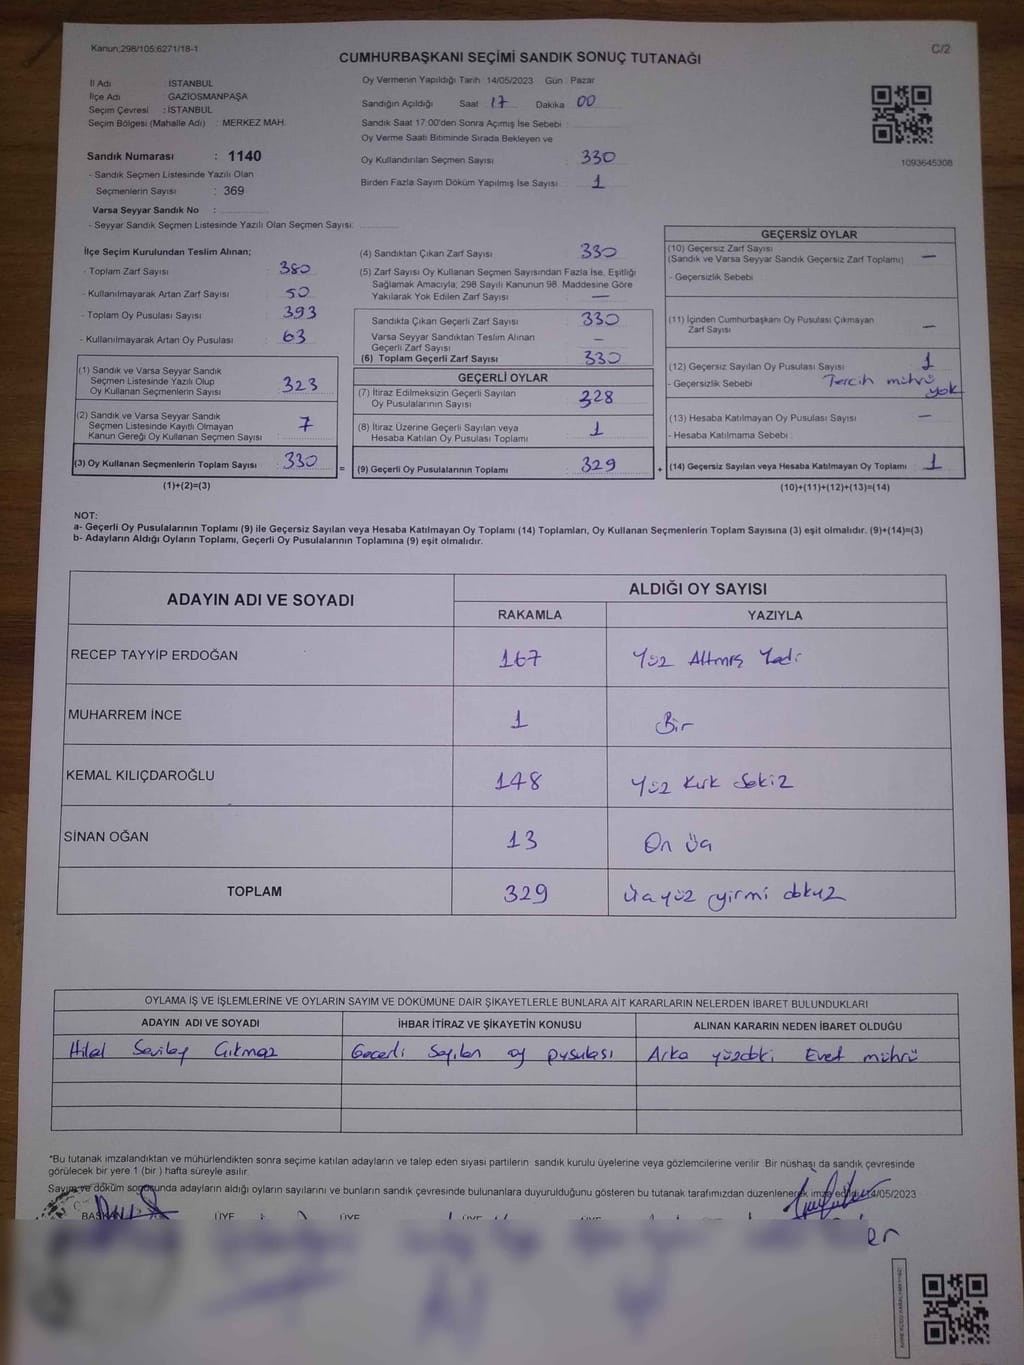 Kanun;298/105;6271/18-1
C/2
CUMHURBAŞKANI SEÇİMİ SANDIK SONUÇ TUTANAĞI
İl Adı : İSTANBUL
İlçe Adı : GAZİOSMANPAŞA
Seçim Çevresi : İSTANBUL
Seçim Bölgesi (Mahalle Adı) : MERKEZ MAH.
Sandık Numarası : 1140
- Sandık Seçmen Listesinde Yazılı Olan
Seçmenlerin Sayısı : 369
Varsa Seyyar Sandık No :
- Seyyar Sandık Seçmen Listesinde Yazılı Olan Seçmen Sayısı:
Oy Vermenin Yapıldığı Tarih :14/05/2023 Gün : Pazar
Sandığın Açıldığı Saat 17 Dakika 00
Sandık Saat 17:00'den Sonra Açımış İse Sebebi :
Oy Verme Saati Bitiminde Sırada Bekleyen ve
Oy Kullandırılan Seçmen Sayısı 330
Birden Fazla Sayım Döküm Yapılmış İse Sayısı 1
1093645308
İlçe Seçim Kurulundan Teslim Alınan;
- Toplam Zarf Sayısı 380
- Kullanılmayarak Artan Zarf Sayısı 50
- Toplam Oy Pusulası Sayısı 393
- Kullanılmayarak Artan Oy Pusulası 63
(1) Sandık ve Varsa Seyyar Sandık
Seçmen Listesinde Yazılı Olup
Oy Kullanan Seçmenlerin Sayısı 323
(2) Sandık ve Varsa Seyyar Sandık
Seçmen Listesinde Kayıtlı Olmayan
Kanun Gereği Oy Kullanan Seçmen Sayısı 7
(3) Oy Kullanan Seçmenlerin Toplam Sayısı 330
(1)+(2)=(3)
(4) Sandıktan Çıkan Zarf Sayısı 330
(5) Zarf Sayısı Oy Kullanan Seçmen Sayısından Fazla İse, Eşitliği
Sağlamak Amacıyla; 298 Sayılı Kanunun 98. Maddesine Göre
Yakılarak Yok Edilen Zarf Sayısı —
Sandıkta Çıkan Geçerli Zarf Sayısı 330
Varsa Seyyar Sandıktan Teslim Alınan
Geçerli Zarf Sayısı —
(6) Toplam Geçerli Zarf Sayısı 330
=
GEÇERLİ OYLAR
(7) İtiraz Edilmeksizin Geçerli Sayılan
Oy Pusulalarının Sayısı 328
(8) İtiraz Üzerine Geçerli Sayılan veya
Hesaba Katılan Oy Pusulası Toplamı 1
(9) Geçerli Oy Pusulalarının Toplamı 329
+
GEÇERSİZ OYLAR
(10) Geçersiz Zarf Sayısı
(Sandık ve Varsa Seyyar Sandık Geçersiz Zarf Toplamı) —
- Geçersizlik Sebebi
(11) İçinden Cumhurbaşkanı Oy Pusulası Çıkmayan
Zarf Sayısı —
(12) Geçersiz Sayılan Oy Pusulası Sayısı 1
- Geçersizlik Sebebi Tercih mührü
yok
(13) Hesaba Katılmayan Oy Pusulası Sayısı —
- Hesaba Katılmama Sebebi
(14) Geçersiz Sayılan veya Hesaba Katılmayan Oy Toplamı 1
(10)+(11)+(12)+(13)=(14)
NOT:
a- Geçerli Oy Pusulalarının Toplamı (9) ile Geçersiz Sayılan veya Hesaba Katılmayan Oy Toplamı (14) Toplamları, Oy Kullanan Seçmenlerin Toplam Sayısına (3) eşit olmalıdır. (9)+(14)=(3)
b- Adayların Aldığı Oyların Toplamı, Geçerli Oy Pusulalarının Toplamına (9) eşit olmalıdır.
ADAYIN ADI VE SOYADI
ALDIĞI OY SAYISI
RAKAMLA YAZIYLA
RECEP TAYYİP ERDOĞAN 167 Yüz Altmış Yedi
MUHARREM İNCE 1 Bir
KEMAL KILIÇDAROĞLU 148 Yüz Kırk Sekiz
SİNAN OĞAN 13 On üç
TOPLAM 329 üçyüz yirmi dokuz
OYLAMA İŞ VE İŞLEMLERİNE VE OYLARIN SAYIM VE DÖKÜMÜNE DAİR ŞİKAYETLERLE BUNLARA AİT KARARLARIN NELERDEN İBARET BULUNDUKLARI
ADAYIN ADI VE SOYADI İHBAR İTİRAZ VE ŞİKAYETİN KONUSU ALINAN KARARIN NEDEN İBARET OLDUĞU
Hilal Sevilay Çıkmaz Geçerli Sayılan oy pusulası Arka yüzdeki Evet mührü
*Bu tutanak imzalandıktan ve mühürlendikten sonra seçime katılan adayların ve talep eden siyasi partilerin sandık kurulu üyelerine veya gözlemcilerine verilir. Bir nüshası da sandık çevresinde
görülecek bir yere 1 (bir ) hafta süreyle asılır.
Sayım ve döküm sonucunda adayların aldığı oyların sayılarını ve bunların sandık çevresinde bulunanlara duyurulduğunu gösteren bu tutanak tarafımızdan düzenlenerek imza edildi. 14/05/2023
BAŞKAN ÜYE ÜYE ÜYE ÜYE
er